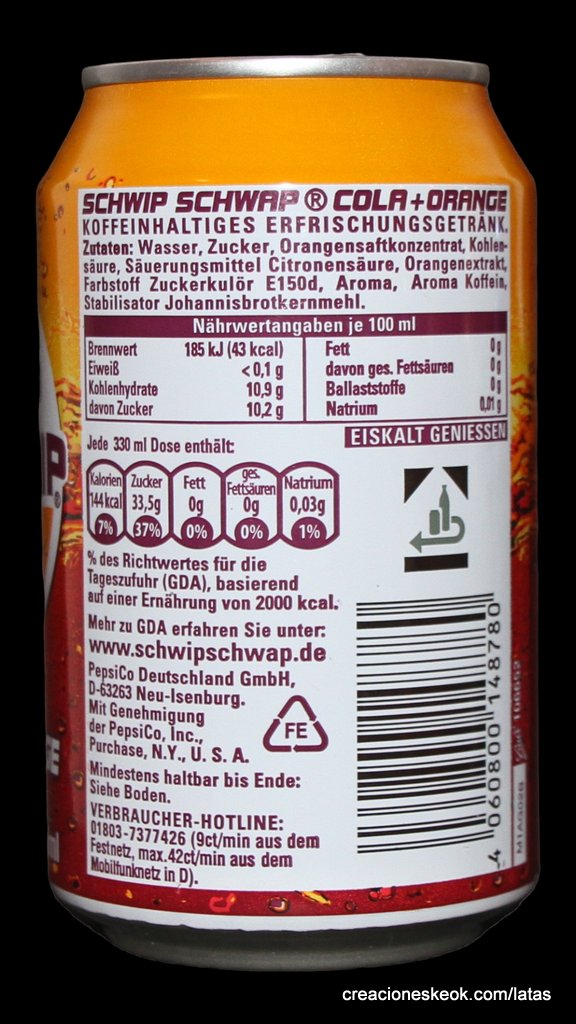 SCHWIP SCHWAP ® COLA+ORANGE
KOFFEINHALTIGES ERFRISCHUNGSGETRÄNK.
Zutaten: Wasser, Zucker, Orangensaftkonzentrat, Kohlen-
säure, Säuerungsmittel Citronensäure, Orangenextrakt,
Farbstoff Zuckerkulör E150d, Aroma, Aroma Koffein,
Stabilisator Johannisbrotkernmehl.
Nährwertangaben je 100 ml
Brennwert 185 kJ (43 kcal)
Eiweiß <0,1 g
Kohlenhydrate 10,9 g
davon Zucker 10,2 g
Fett 0g
davon ges. Fettsäuren 0g
Ballaststoffe 0g
Natrium 0,01 g
EISKALT GENIESSEN
Jede 330 ml Dose enthält:
Kalorien 144 kcal 7%
Zucker 33,5g 37%
Fett 0g 0%
ges. Fettsäuren 0g 0%
Natrium 0,03g 1%
% des Richtwertes für die
Tageszufuhr (GDA), basierend
auf einer Ernährung von 2000 kcal.
Mehr zu GDA erfahren Sie unter:
www.schwipschwap.de
PepsiCo Deutschland GmbH,
D-63263 Neu-Isenburg.
Mit Genehmigung
der PepsiCo, Inc.,
Purchase, N.Y., U. S. A.
FE
Mindestens haltbar bis Ende:
Siehe Boden.
VERBRAUCHER-HOTLINE:
01803-7377426 (9ct/min aus dem
Festnetz, max.42ct/min aus dem
Mobilfunknetz in D).
4 060800 148780
creacioneskeok.com/latas